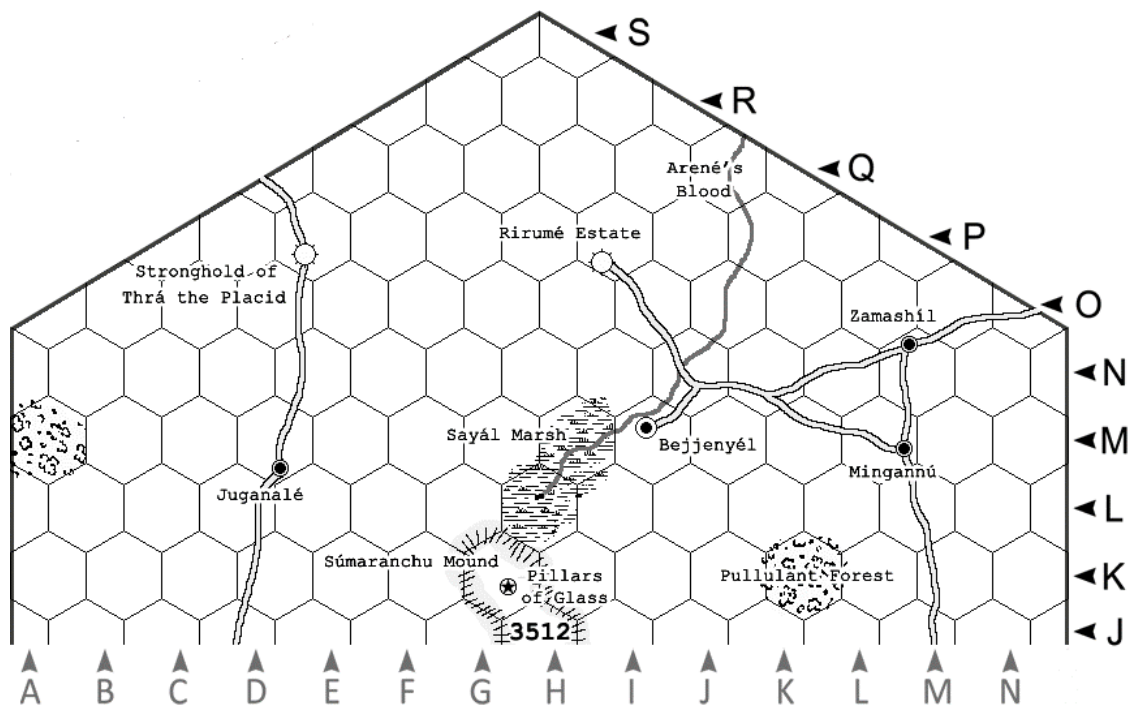 S
R
Arené's
Blood
Q
Rirumé Estate
P
Stronghold of
Thrá the Placid
O
Zamashíl
N
Sayál Marsh
Bejjenyél
M
Mingannú
Juganalé
L
Súmaranchu Mound
Pillars
of Glass
Pullulant Forest
K
3512
J
A B C D E F G H I J K L M N